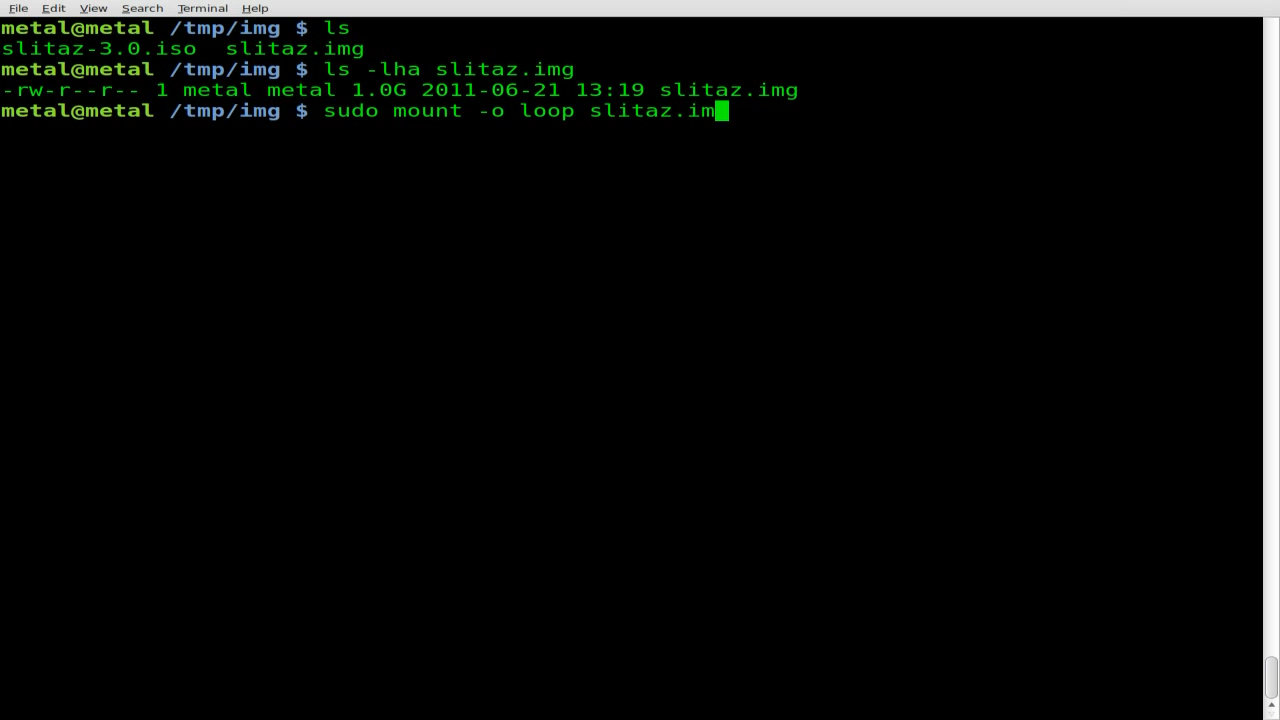 File Edit View Search Terminal Help
metal@metal /tmp/img $ ls
slitaz-3.0.iso  slitaz.img
metal@metal /tmp/img $ ls -lha slitaz.img
-rw-r--r-- 1 metal metal 1.0G 2011-06-21 13:19 slitaz.img
metal@metal /tmp/img $ sudo mount -o loop slitaz.im